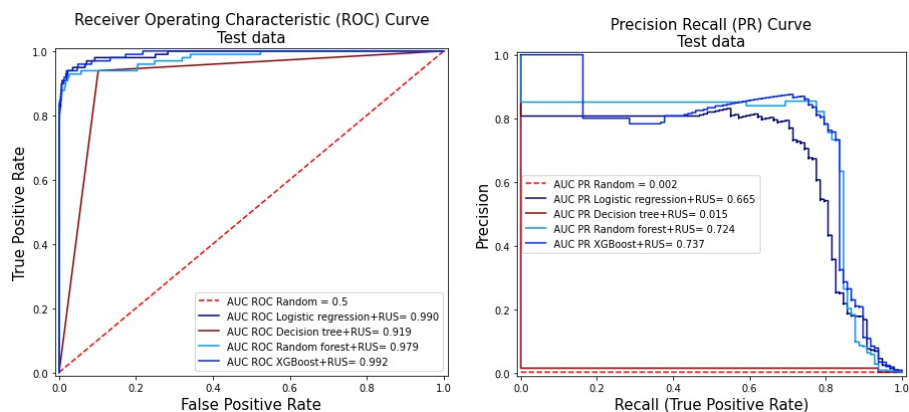 Receiver Operating Characteristic (ROC) Curve
Test data
True Positive Rate
1.0
0.8
0.6
0.4
0.2
0.0
AUC ROC Random = 0.5
AUC ROC Logistic regression+RUS= 0.990
AUC ROC Decision tree+RUS= 0.919
AUC ROC Random forest+RUS= 0.979
AUC ROC XGBoost+RUS= 0.992
0.0 0.2 0.4 0.6 0.8 1.0
False Positive Rate
Precision Recall (PR) Curve
Test data
Precision
1.0
0.8
0.6
0.4
0.2
0.0
AUC PR Random = 0.002
AUC PR Logistic regression+RUS= 0.665
AUC PR Decision tree+RUS= 0.015
AUC PR Random forest+RUS= 0.724
AUC PR XGBoost+RUS= 0.737
0.0 0.2 0.4 0.6 0.8 1.0
Recall (True Positive Rate)